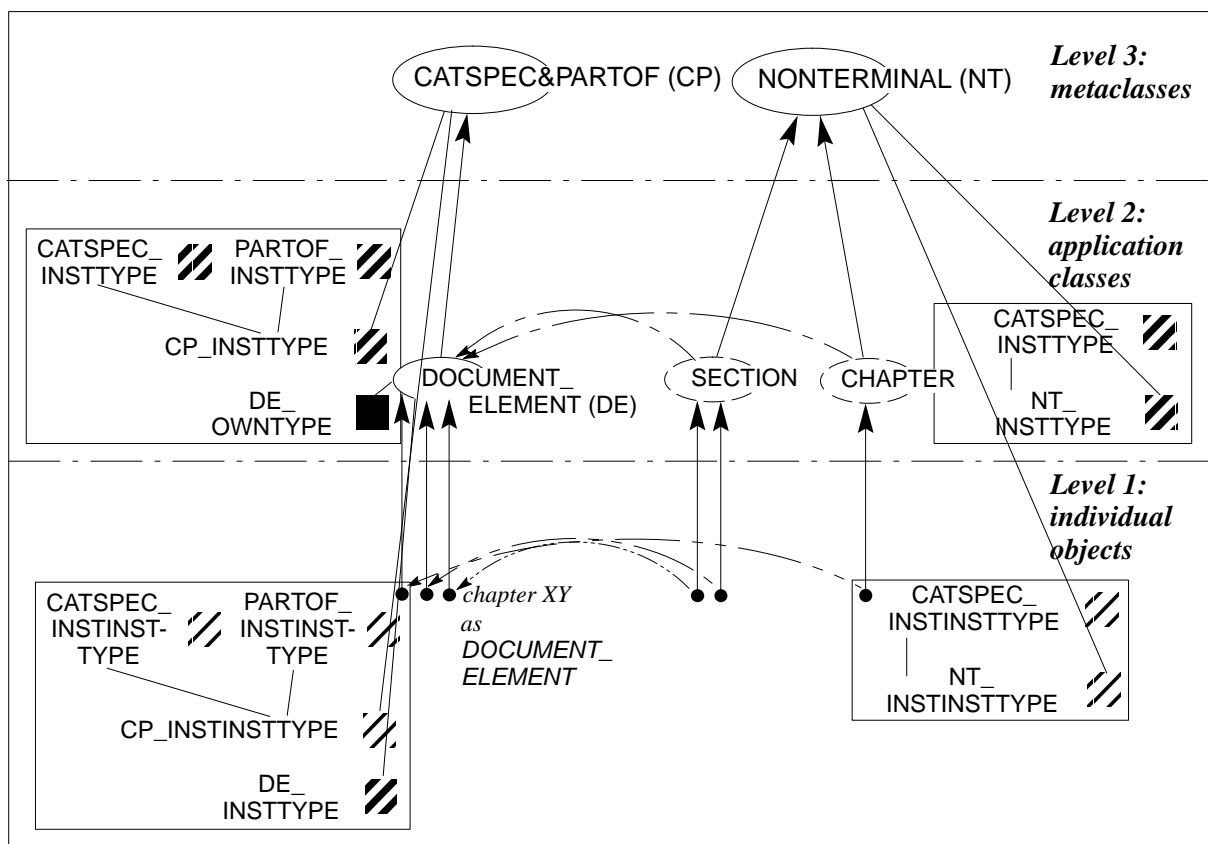 CATSPEC&PARTOF (CP)
NONTERMINAL (NT)
Level 3:
metaclasses
Level 2:
application
classes
CATSPEC_
INSTTYPE
PARTOF_
INSTTYPE
CP_INSTTYPE
DE_
OWNTYPE
DOCUMENT_
ELEMENT (DE)
SECTION
CHAPTER
CATSPEC_
INSTTYPE
NT_
INSTTYPE
Level 1:
individual
objects
CATSPEC_
INSTINST-
TYPE
PARTOF_
INSTINST-
TYPE
CP_INSTINSTTYPE
DE_
INSTTYPE
chapter XY
as
DOCUMENT_
ELEMENT
CATSPEC_
INSTINSTTYPE
NT_
INSTINSTTYPE